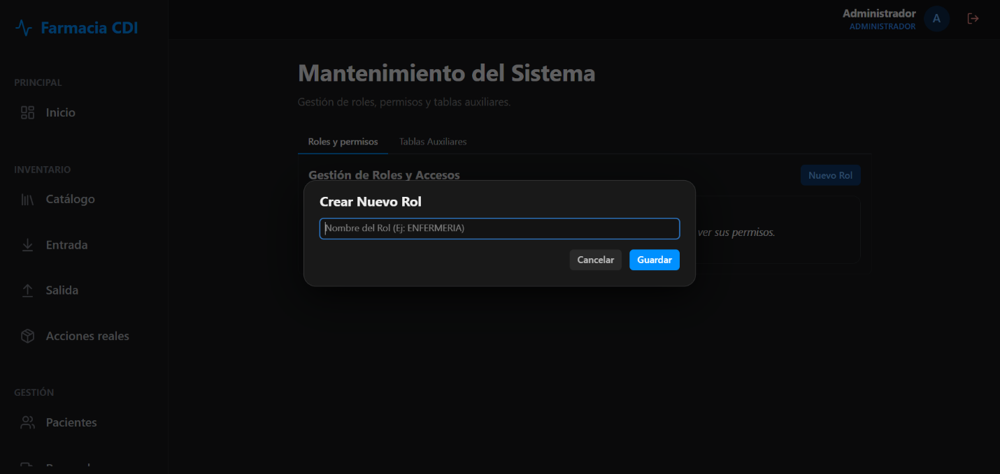 Farmacia CDI
Administrador
ADMINISTRADOR
A
PRINCIPAL
Inicio
INVENTARIO
Catálogo
Entrada
Salida
Acciones reales
GESTIÓN
Pacientes
Mantenimiento del Sistema
Gestión de roles, permisos y tablas auxiliares.
Roles y permisos
Tablas Auxiliares
Gestión de Roles y Accesos
Nuevo Rol
ver sus permisos.
Crear Nuevo Rol
Nombre del Rol (Ej: ENFERMERIA)
Cancelar
Guardar